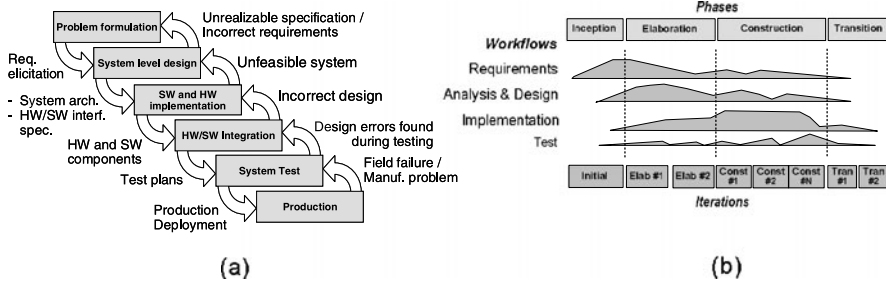 Problem formulation
Unrealizable specification /
Incorrect requirements
Req.
elicitation
System level design
Unfeasible system
- System arch.
- HW/SW interf.
spec.
SW and HW
implementation
Incorrect design
HW and SW
components
HW/SW Integration
Design errors found
during testing
Test plans
System Test
Field failure /
Manuf. problem
Production
Deployment
Production
(a)
Phases
Inception
Elaboration
Construction
Transition
Workflows
Requirements
Analysis & Design
Implementation
Test
Initial
Elab #1
Elab #2
Const
#1
Const
#2
Const
#N
Tran
#1
Tran
#2
Iterations
(b)